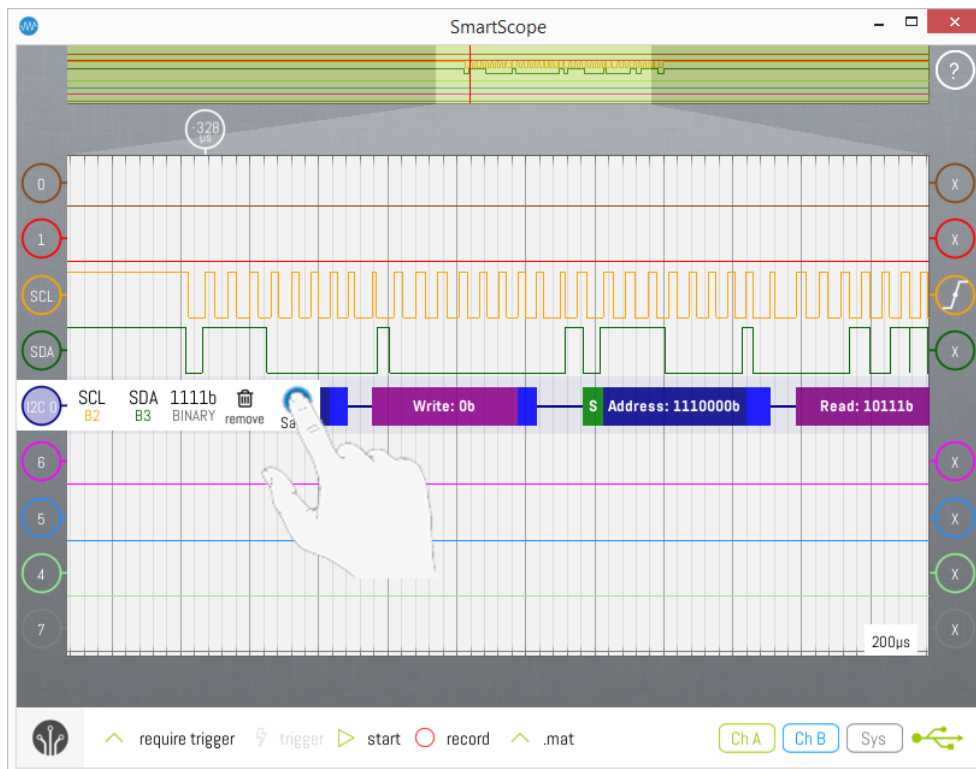 SmartScope
?
-328
µs
0
X
1
X
SCL
SDA
X
I2C 0
SCL
B2
SDA
B3
1111b
BINARY
remove
Write: 0b
S
Address: 1110000b
Read: 10111b
6
X
5
X
4
X
7
X
200µs
require trigger
trigger
start
record
.mat
Ch A
Ch B
Sys